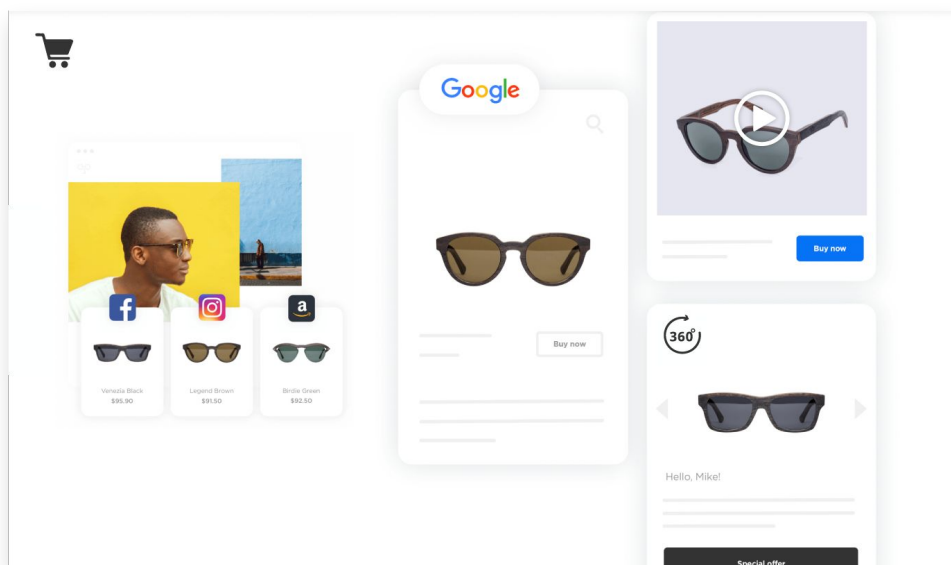 Google
Buy now
Venezia Black
$95.90
Legend Brown
$91.50
Birdie Green
$92.50
Buy now
360°
Hello, Mike!
Special offer